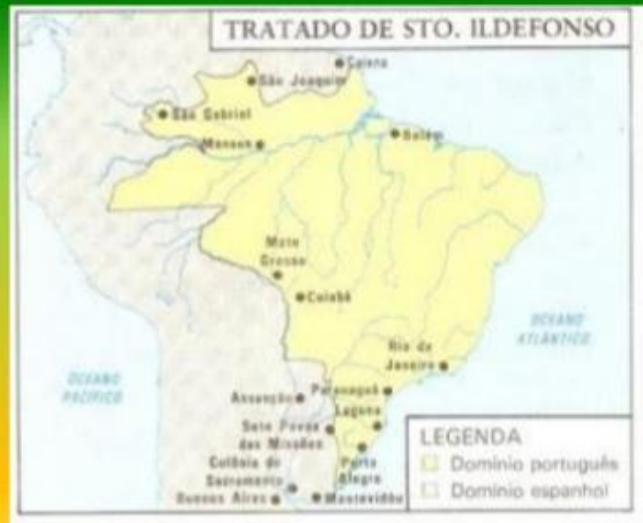 TRATADO DE STO. ILDEFONSO
Caiena
São Joaquim
São Gabriel
Manaus
Belém
Mato
Grosso
Cuiabá
OCEANO
ATLÂNTICO
Rio de
Janeiro
OCEANO
PACÍFICO
Paranaguá
Assunção
Laguna
Sete Povos
das Missões
Colônia do
Sacramento
Porto
Alegre
Buenos Aires
Montevidéu
LEGENDA
Domínio português
Domínio espanhol